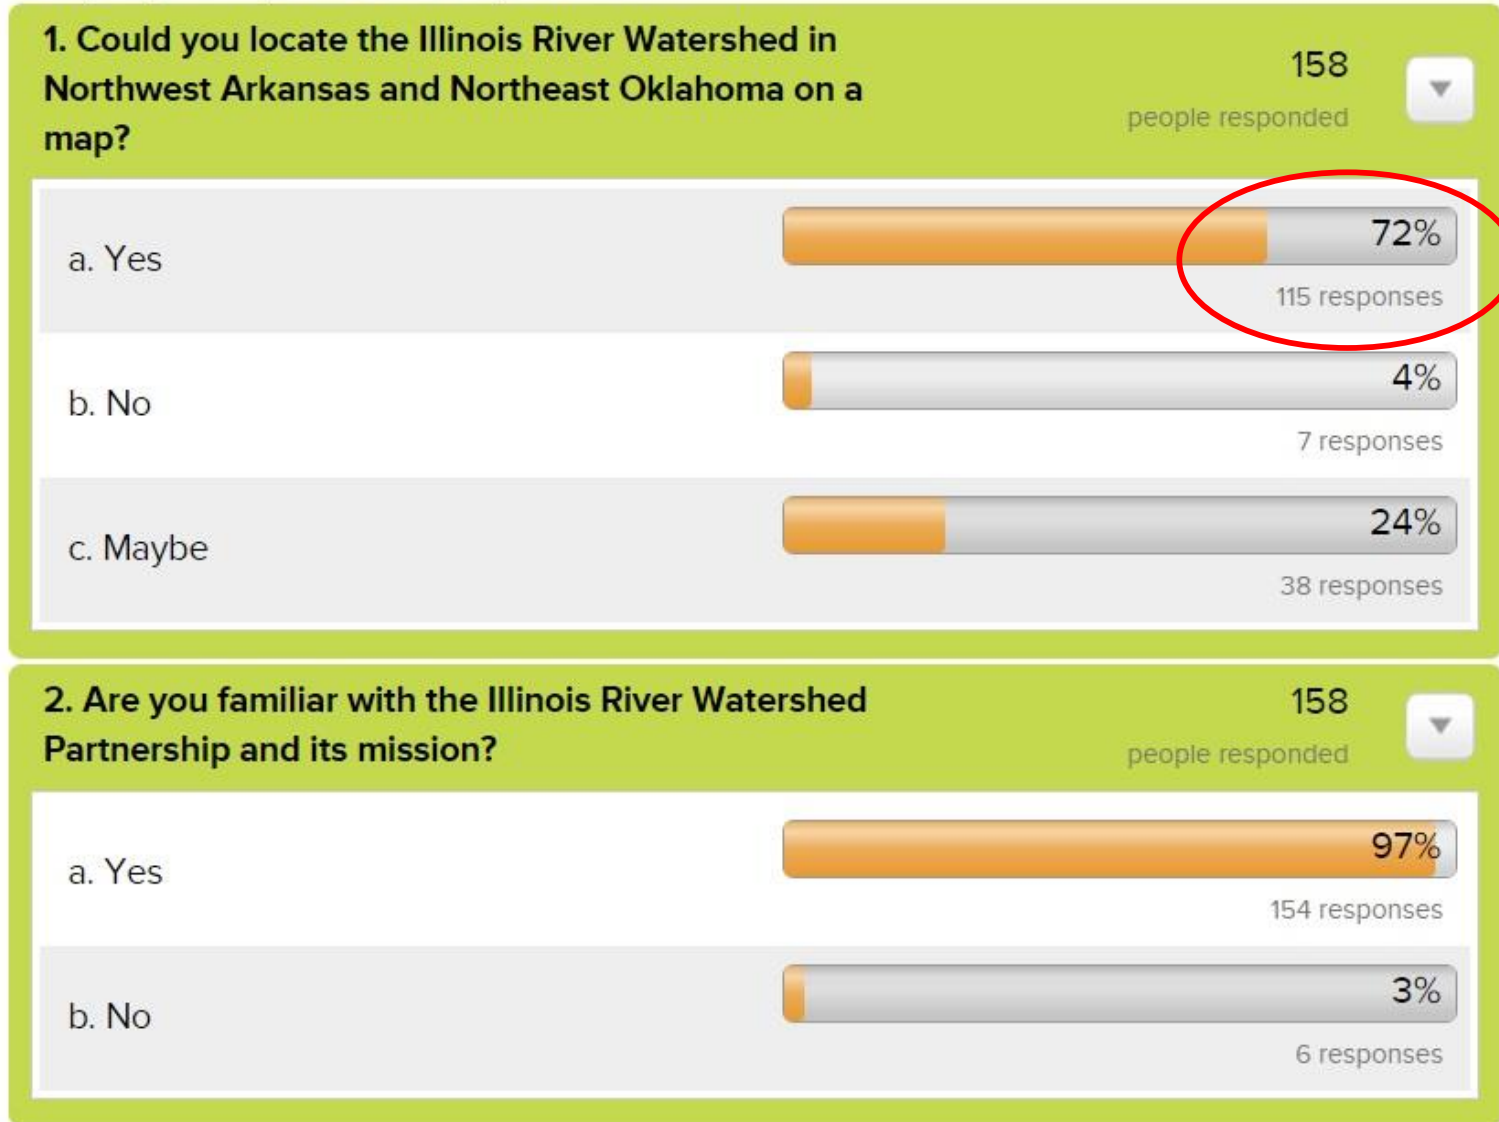 1. Could you locate the Illinois River Watershed in
Northwest Arkansas and Northeast Oklahoma on a
map?
158
people responded
a. Yes
72%
115 responses
b. No
4%
7 responses
c. Maybe
24%
38 responses
2. Are you familiar with the Illinois River Watershed
Partnership and its mission?
158
people responded
a. Yes
97%
154 responses
b. No
3%
6 responses